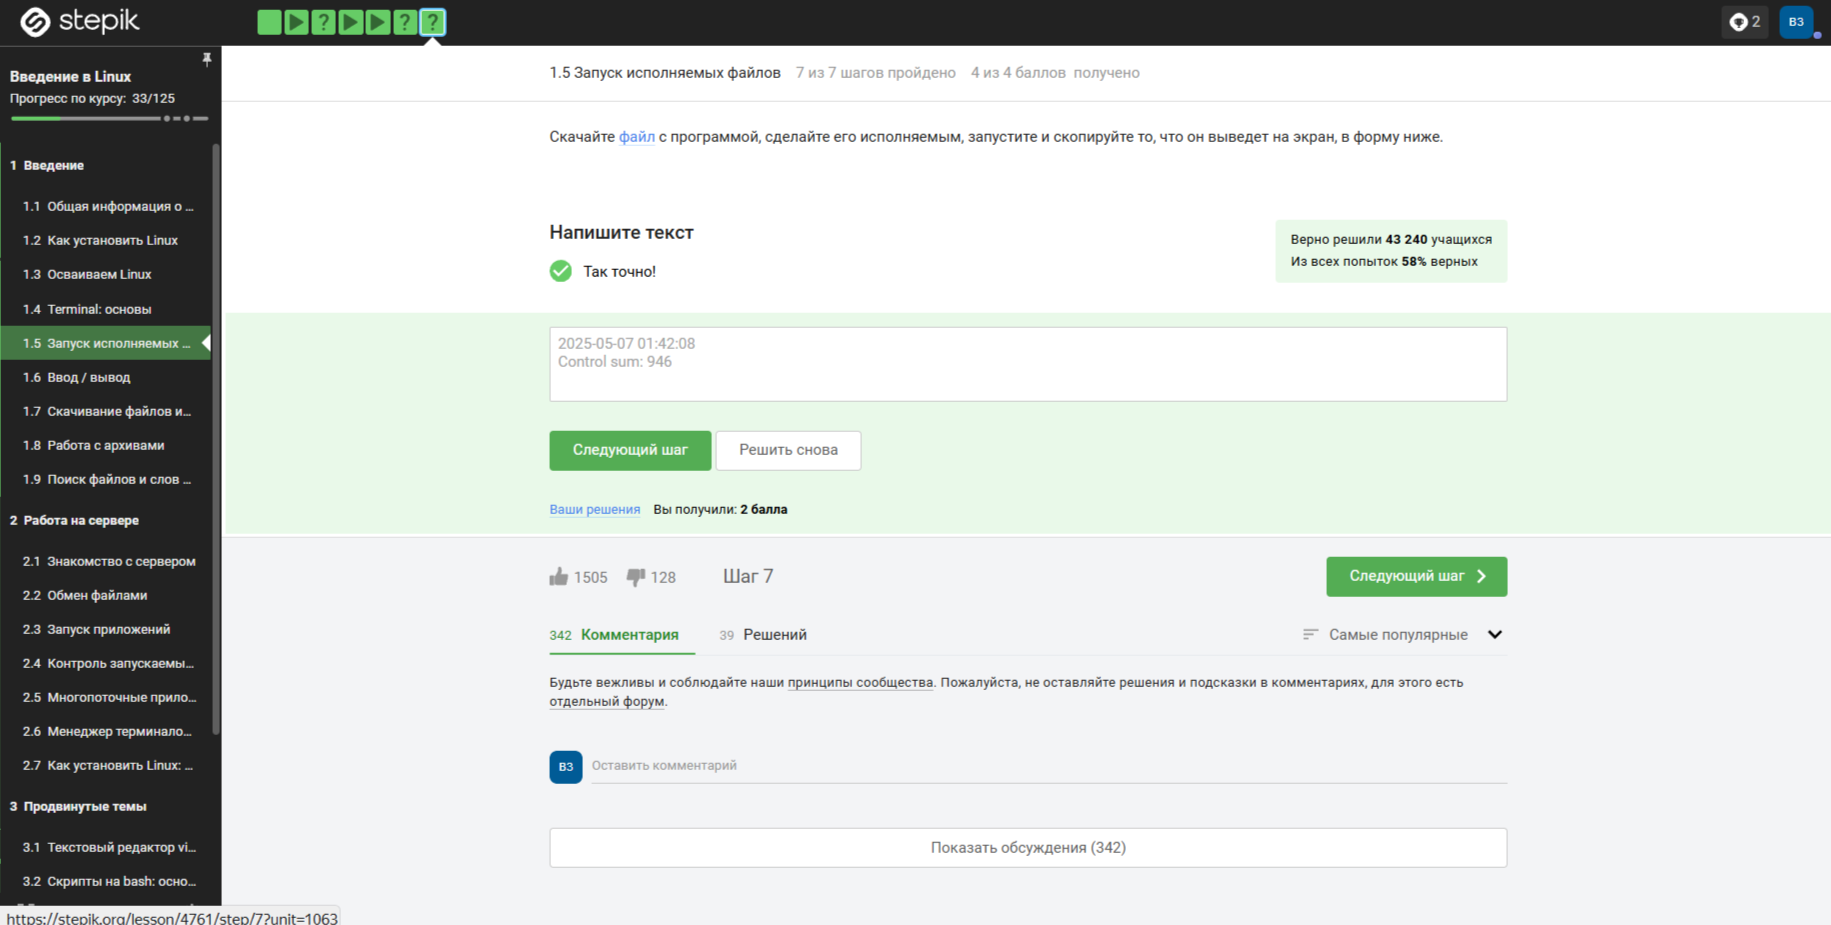 stepik
? ? ?
2
ВЗ
Введение в Linux
Прогресс по курсу: 33/125
1 Введение
1.1 Общая информация о ...
1.2 Как установить Linux
1.3 Осваиваем Linux
1.4 Terminal: основы
1.5 Запуск исполняемых ...
1.6 Ввод / вывод
1.7 Скачивание файлов и...
1.8 Работа с архивами
1.9 Поиск файлов и слов ...
2 Работа на сервере
2.1 Знакомство с сервером
2.2 Обмен файлами
2.3 Запуск приложений
2.4 Контроль запускаемы...
2.5 Многопоточные прило...
2.6 Менеджер терминало...
2.7 Как установить Linux: ...
3 Продвинутые темы
3.1 Текстовый редактор vi...
3.2 Скрипты на bash: осно...
https://stepik.org/lesson/4761/step/7?unit=1063
1.5 Запуск исполняемых файлов 7 из 7 шагов пройдено 4 из 4 баллов получено
Скачайте файл с программой, сделайте его исполняемым, запустите и скопируйте то, что он выведет на экран, в форму ниже.
Напишите текст
Так точно!
Верно решили 43 240 учащихся
Из всех попыток 58% верных
2025-05-07 01:42:08
Control sum: 946
Следующий шаг
Решить снова
Ваши решения Вы получили: 2 балла
1505 128 Шаг 7
Следующий шаг
342 Комментария 39 Решений
Самые популярные
Будьте вежливы и соблюдайте наши принципы сообщества. Пожалуйста, не оставляйте решения и подсказки в комментариях, для этого есть
отдельный форум.
ВЗ Оставить комментарий
Показать обсуждения (342)